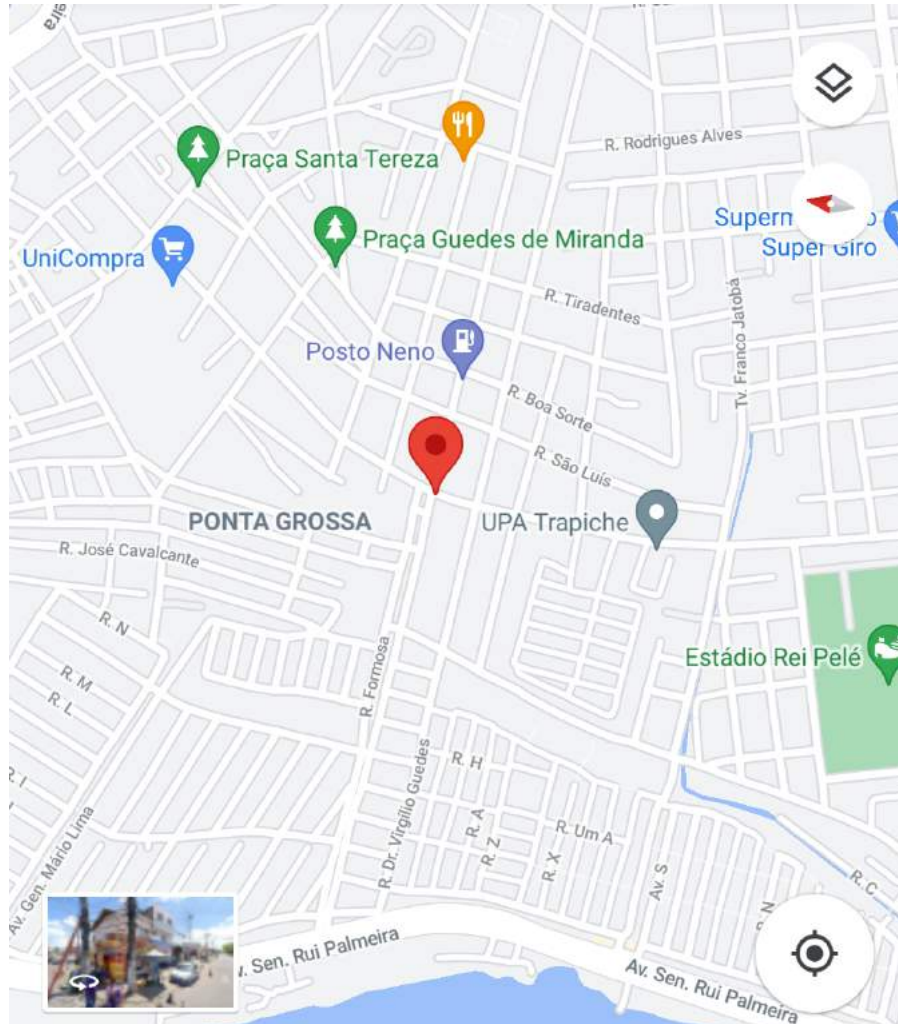 R. Rodrigues Alves
Praça Santa Tereza
Praça Guedes de Miranda
UniCompra
Super Giro
R. Tiradentes
Tv. Franco Jatobá
Posto Neno
R. Boa Sorte
R. São Luís
PONTA GROSSA
UPA Trapiche
R. José Cavalcante
R. N
R. M
R. L
R. I
R. Formosa
Estádio Rei Pelé
R. H
R. Dr. Virgílio Guedes
R. A
R. Z
R. Um A
R. X
Av. S
R. C
R. N
Av. Gen. Mário Lima
Av. Sen. Rui Palmeira
Av. Sen. Rui Palmeira